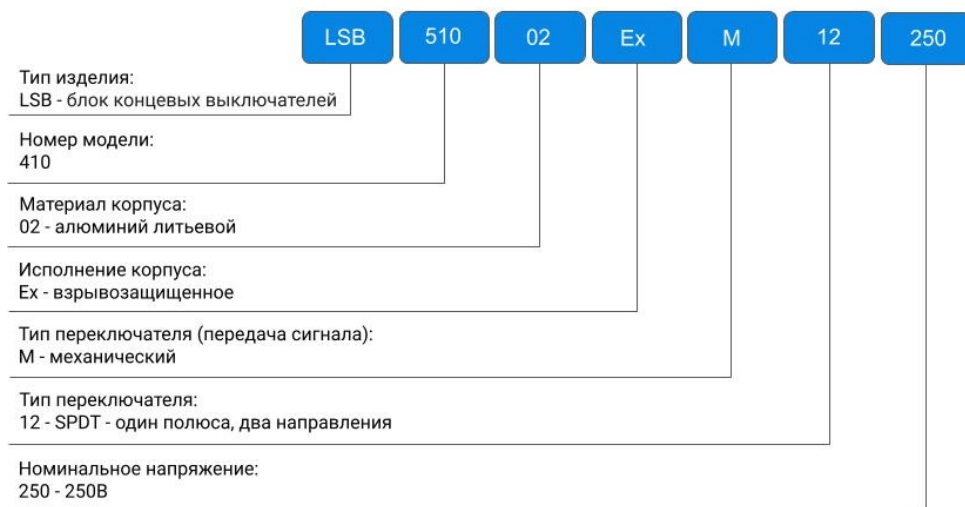 LSB 510 02 Ex M 12 250
Тип изделия:
LSB - блок концевых выключателей
Номер модели:
410
Материал корпуса:
02 - алюминий литьевой
Исполнение корпуса:
Ex - взрывозащищенное
Тип переключателя (передача сигнала):
М - механический
Тип переключателя:
12 - SPDT - один полюса, два направления
Номинальное напряжение:
250 - 250В